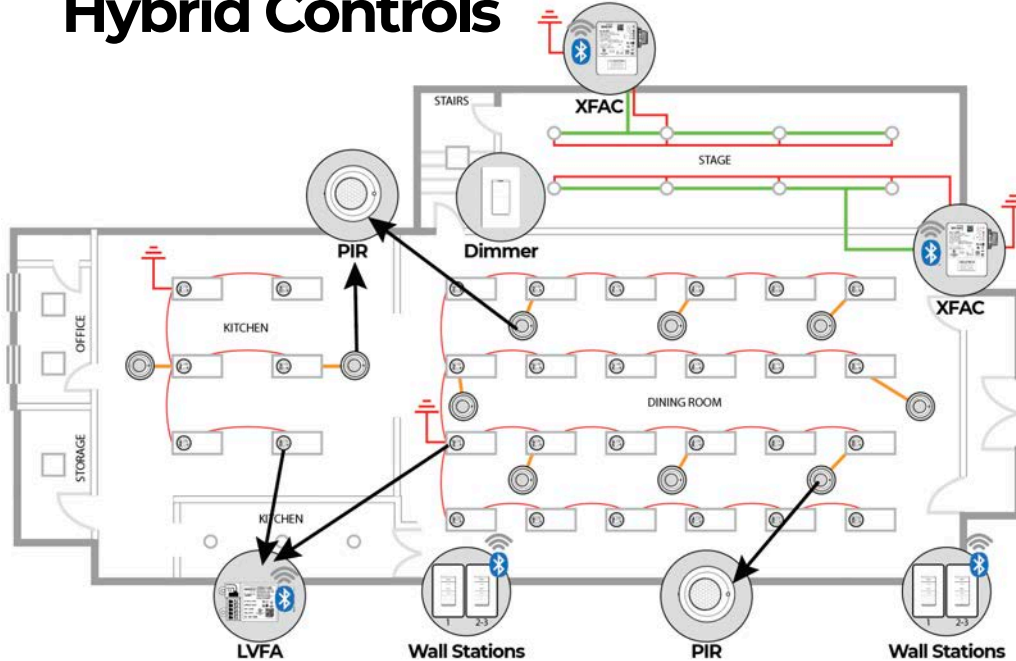 Hybrid Controls
STAIRS
XFAC
STAGE
PIR
Dimmer
XFAC
OFFICE
KITCHEN
DINING ROOM
STORAGE
KITCHEN
1 2-3
1 2-3
LVFA
Wall Stations
PIR
Wall Stations